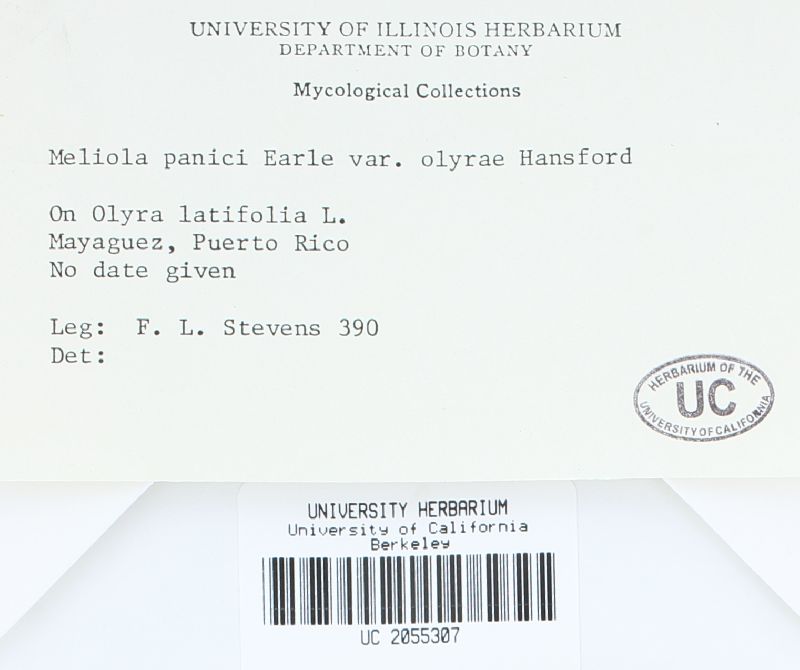 UNIVERSITY OF ILLINOIS HERBARIUM
DEPARTMENT OF BOTANY
Mycological Collections
Meliola panici Earle var. olyrae Hansford
On Olyra latifolia L.
Mayaguez, Puerto Rico
No date given
Leg: F. L. Stevens 390
Det:
HERBARIUM OF THE
UC
UNIVERSITY OF CALIFORNIA
UNIVERSITY HERBARIUM
University of California
Berkeley
UC 2055307